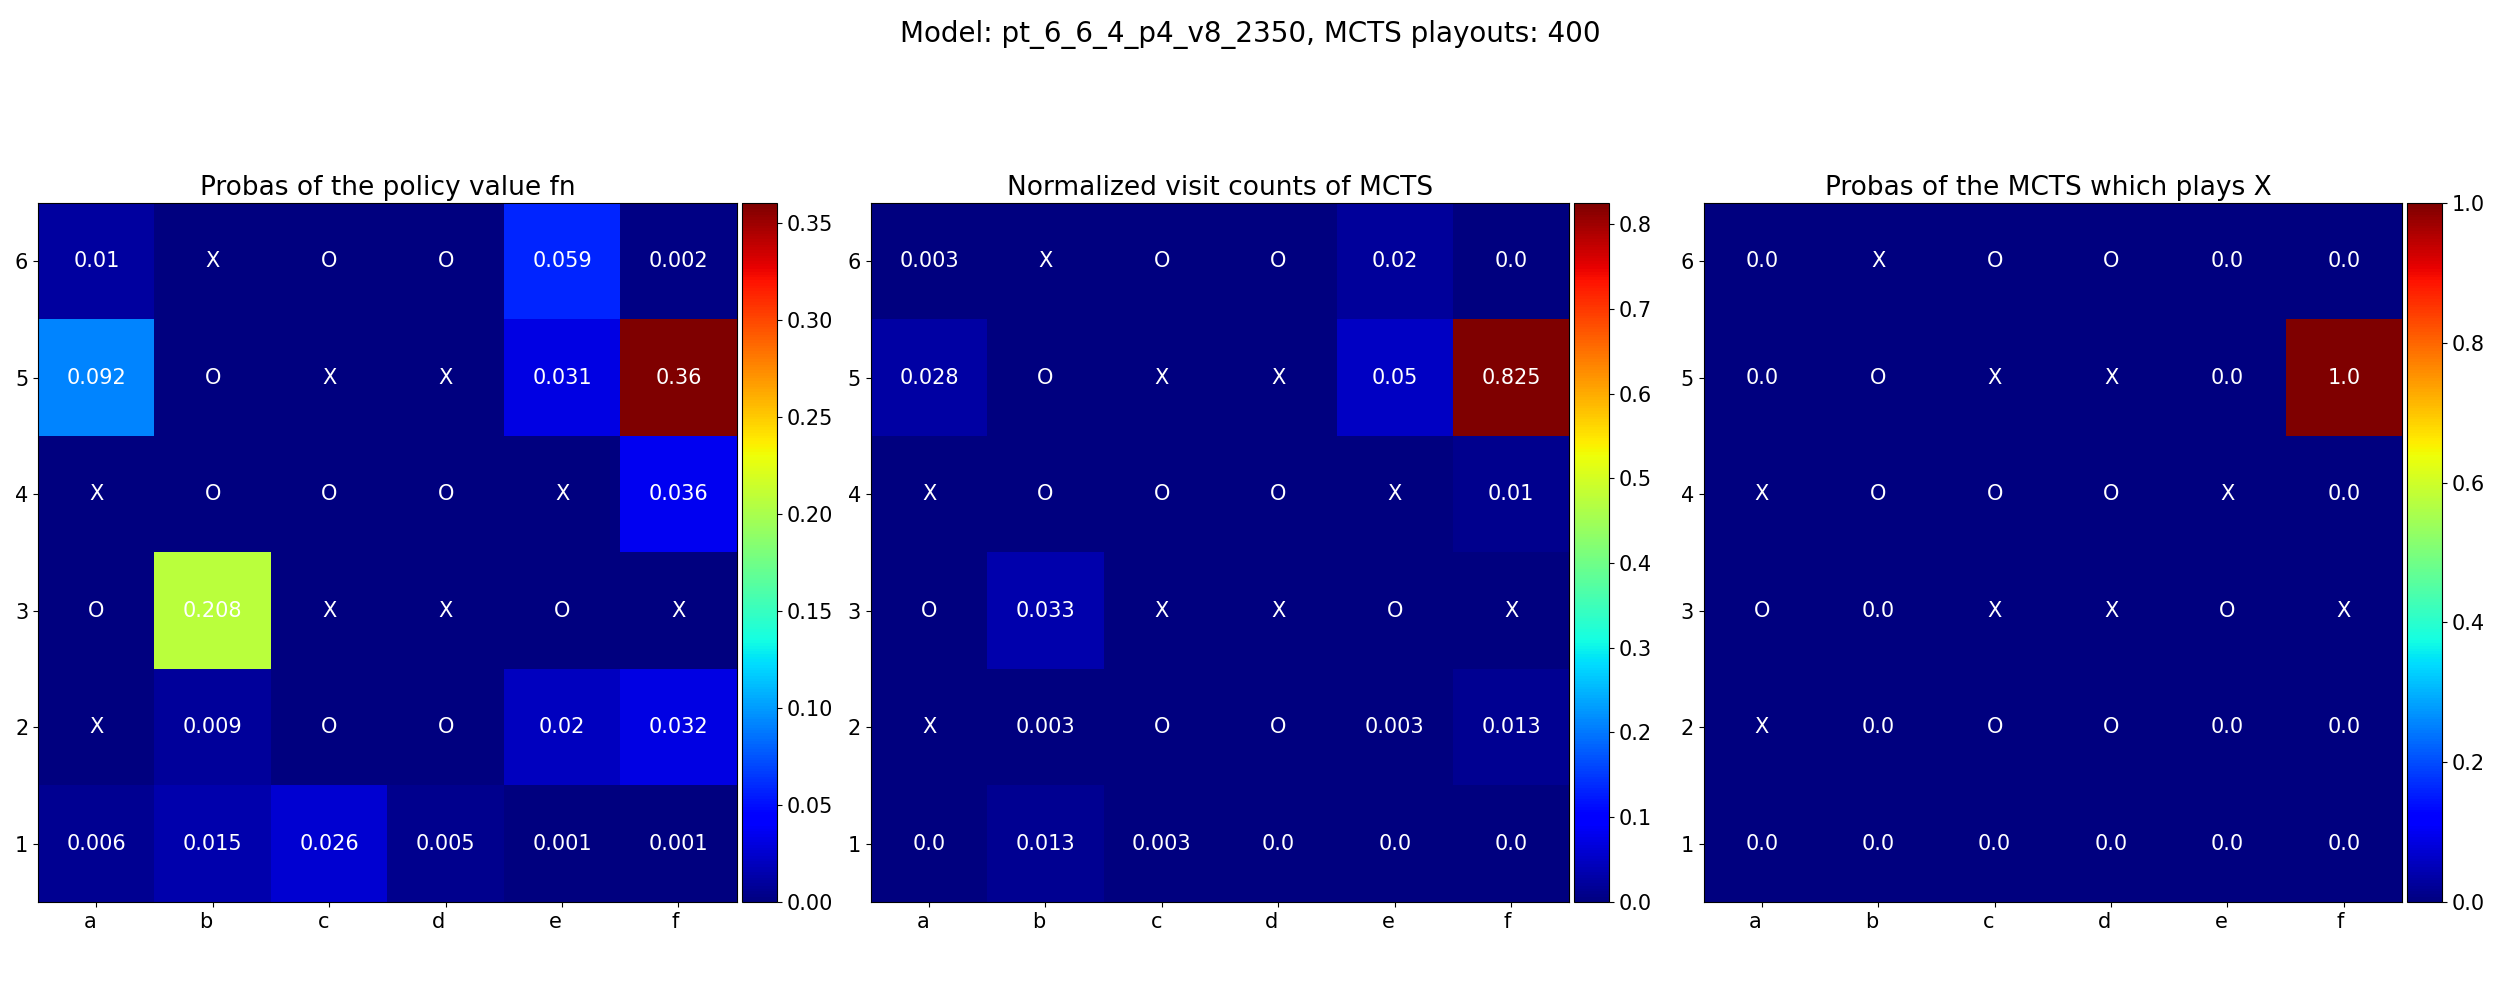 Model: pt_6_6_4_p4_v8_2350, MCTS playouts: 400
Probas of the policy value fn
6 0.01 X O O 0.059 0.002
5 0.092 O X X 0.031 0.36
4 X O O O X 0.036
3 O 0.208 X X O X
2 X 0.009 O O 0.02 0.032
1 0.006 0.015 0.026 0.005 0.001 0.001
a b c d e f
0.35
0.30
0.25
0.20
0.15
0.10
0.05
0.00
Normalized visit counts of MCTS
6 0.003 X O O 0.02 0.0
5 0.028 O X X 0.05 0.825
4 X O O O X 0.01
3 O 0.033 X X O X
2 X 0.003 O O 0.003 0.013
1 0.0 0.013 0.003 0.0 0.0 0.0
a b c d e f
0.8
0.7
0.6
0.5
0.4
0.3
0.2
0.1
0.0
Probas of the MCTS which plays X
6 0.0 X O O 0.0 0.0
5 0.0 O X X 0.0 1.0
4 X O O O X 0.0
3 O 0.0 X X O X
2 X 0.0 O O 0.0 0.0
1 0.0 0.0 0.0 0.0 0.0 0.0
a b c d e f
1.0
0.8
0.6
0.4
0.2
0.0